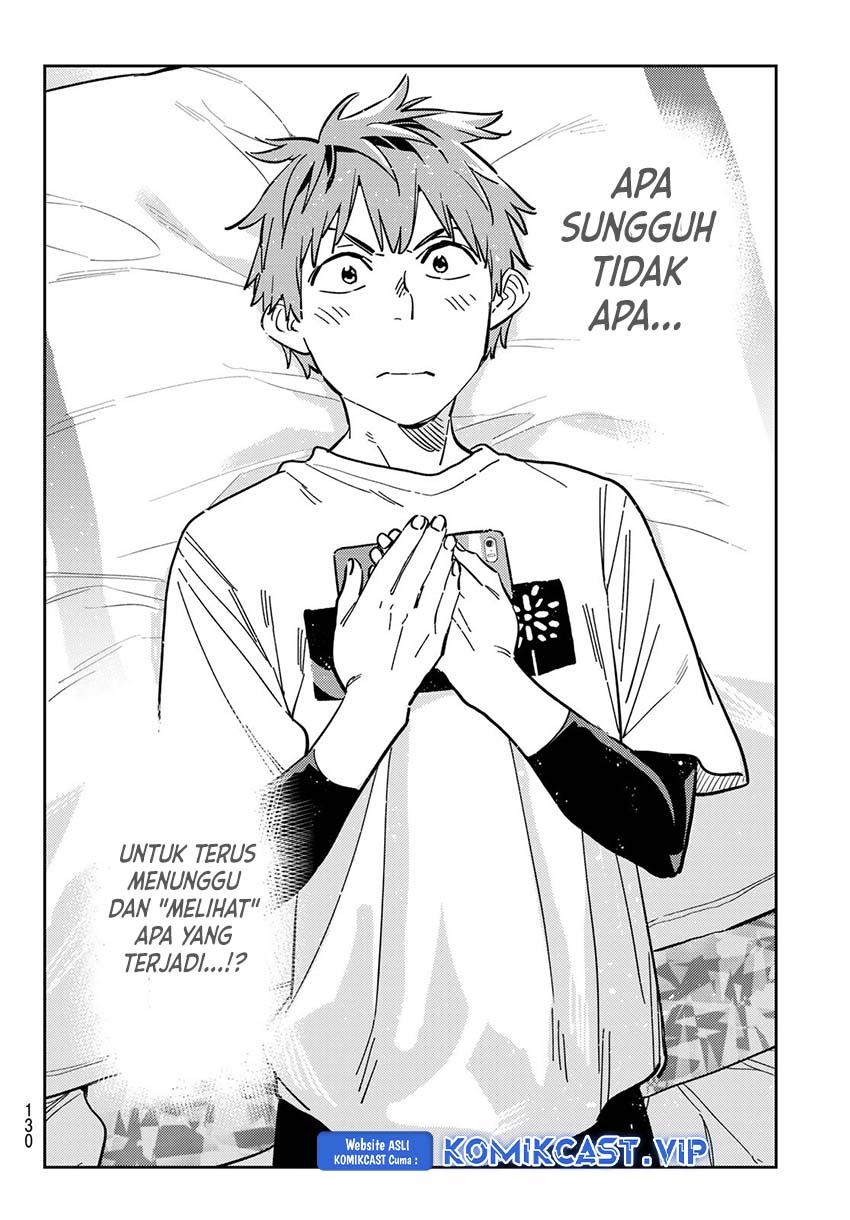 APA
SUNGGUH
TIDAK
APA...
UNTUK TERUS
MENUNGGU
DAN "MELIHAT"
APA YANG
TERJADI...!?
130
Website ASLI
KOMIKCAST Cuma :
KOMIKCAST.VIP